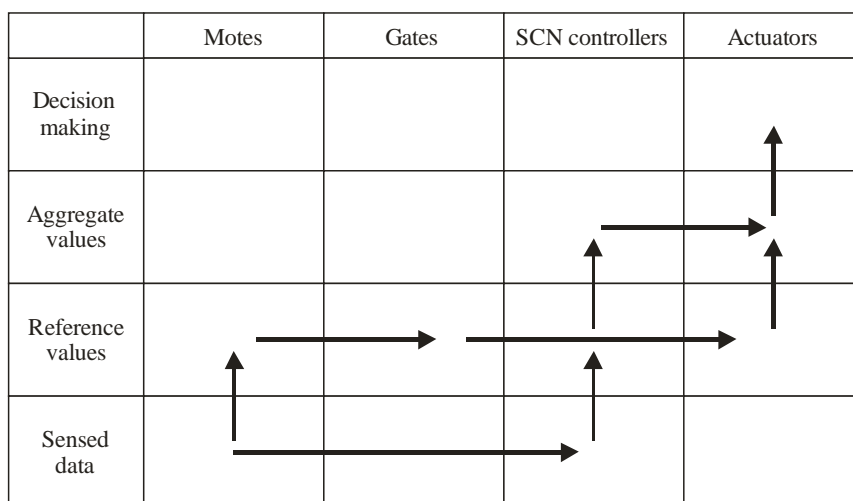 Motes
Gates
SCN controllers
Actuators
Decision
making
Aggregate
values
Reference
values
Sensed
data